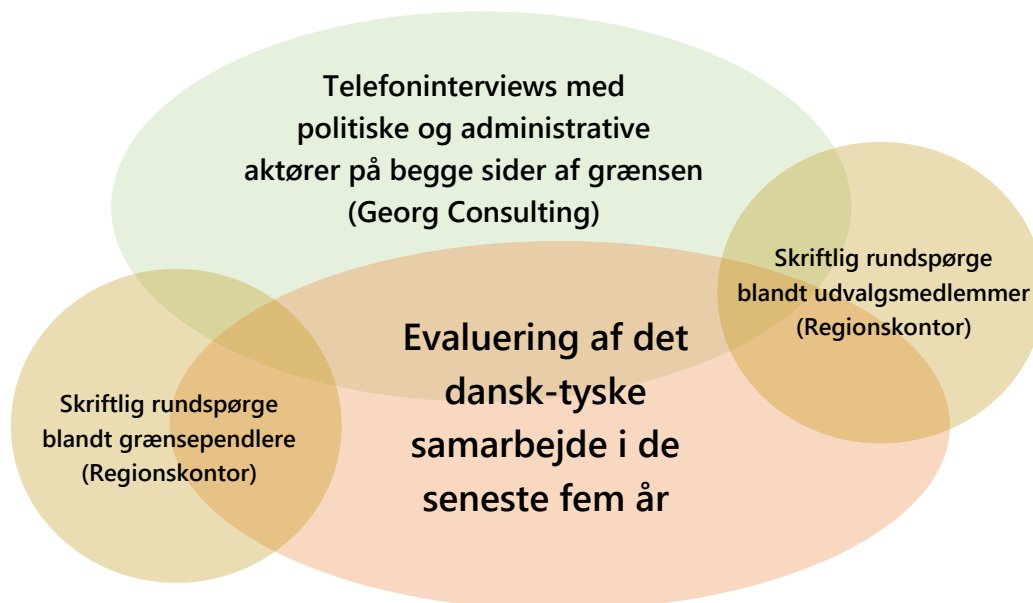 Telefoninterviews med
politiske og administrative
aktører på begge sider af grænsen
(Georg Consulting)
Skriftlig rundspørge
blandt udvalgsmedlemmer
(Regionskontor)
Evaluering af det
dansk-tyske
samarbejde i de
seneste fem år
Skriftlig rundspørge
blandt grænsependlere
(Regionskontor)